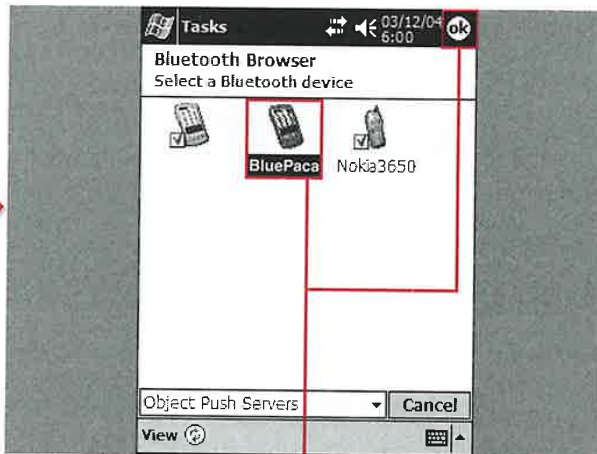 Tasks
03/12/04
6:00
ok
Bluetooth Browser
Select a Bluetooth device
BluePaca
Nokia3650
Object Push Servers
Cancel
View